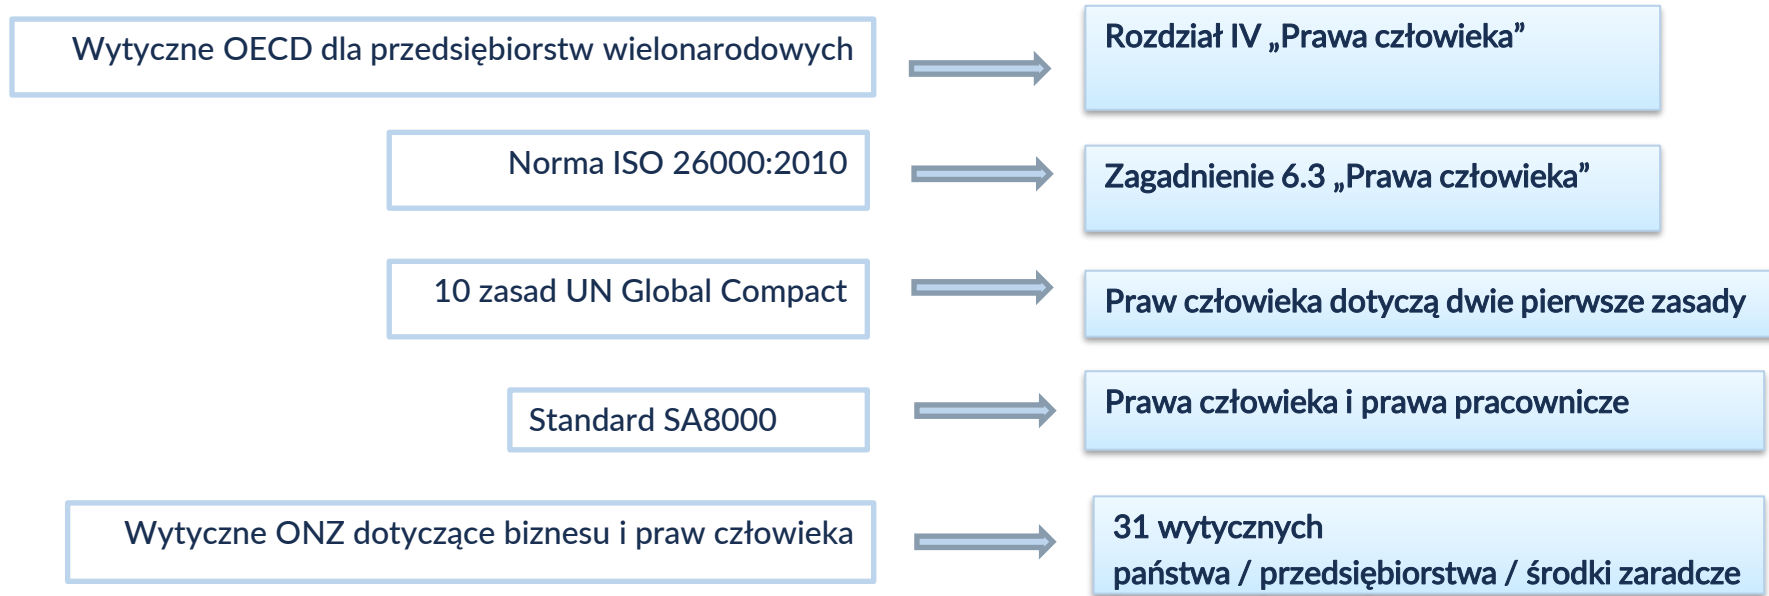 Wytyczne OECD dla przedsiębiorstw wielonarodowych
Rozdział IV „Prawa człowieka”
Norma ISO 26000:2010
Zagadnienie 6.3 „Prawa człowieka”
10 zasad UN Global Compact
Praw człowieka dotyczą dwie pierwsze zasady
Standard SA8000
Prawa człowieka i prawa pracownicze
Wytyczne ONZ dotyczące biznesu i praw człowieka
31 wytycznych
państwa / przedsiębiorstwa / środki zaradcze